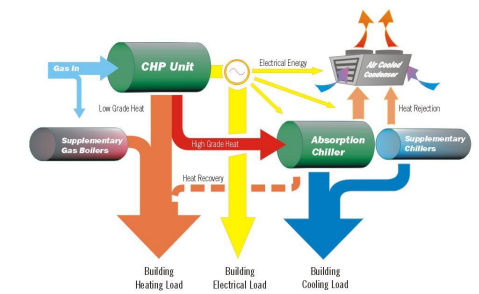 Gas In
CHP Unit
Electrical Energy
Air Cooled
Condenser
Low Grade Heat
Heat Rejection
Supplementary
Gas Boilers
High Grade Heat
Absorption
Chiller
Supplementary
Chillers
Heat Recovery
Building
Heating Load
Building
Electrical Load
Building
Cooling Load